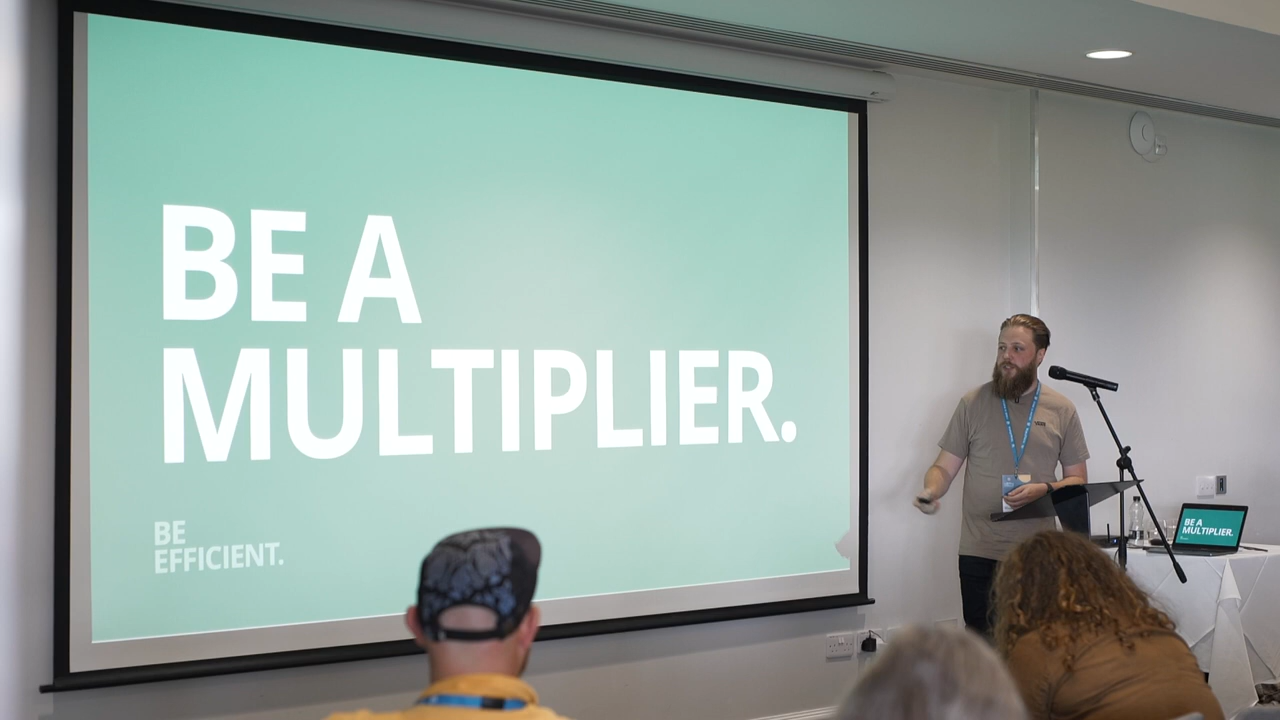 BE A
MULTIPLIER.
BE
EFFICIENT.
BE A
MULTIPLIER.